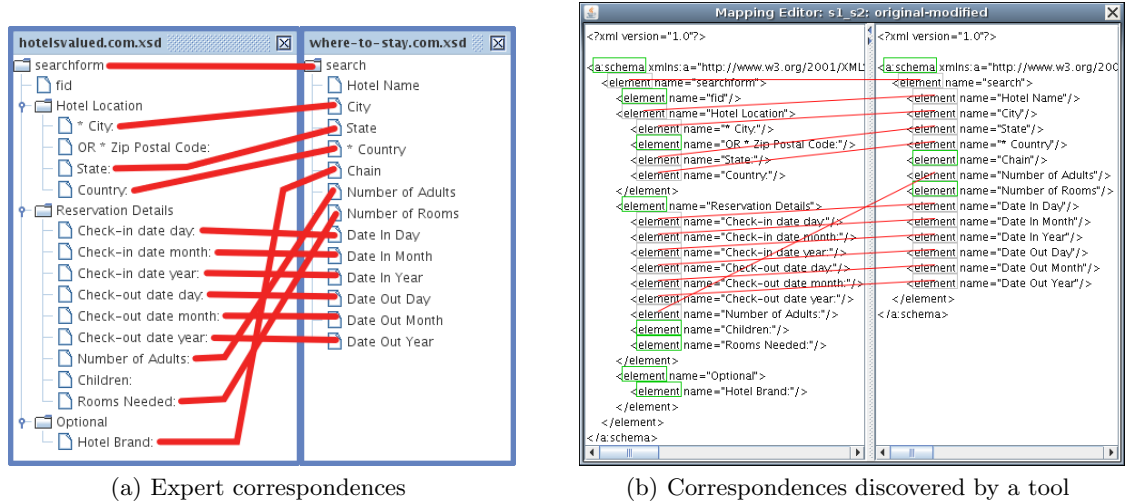 hotelsvalued.com.xsd
searchform
fid
Hotel Location
* City:
OR * Zip Postal Code:
State:
Country:
Reservation Details
Check-in date day:
Check-in date month:
Check-in date year:
Check-out date day:
Check-out date month:
Check-out date year:
Number of Adults:
Children:
Rooms Needed:
Optional
Hotel Brand:
where-to-stay.com.xsd
search
Hotel Name
City
State
* Country
Chain
Number of Adults
Number of Rooms
Date In Day
Date In Month
Date In Year
Date Out Day
Date Out Month
Date Out Year
(a) Expert correspondences
Mapping Editor: s1_s2: original-modified
<?xml version="1.0"?>
<a:schema xmlns:a="http://www.w3.org/2001/XML
<element name="searchform">
<element name="fid"/>
<element name="Hotel Location">
<element name="* City:"/>
<element name="OR * Zip Postal Code:"/>
<element name="State:"/>
<element name="Country:"/>
</element>
<element name="Reservation Details">
<element name="Check-in date day:"/>
<element name="Check-in date month:"/>
<element name="Check-in date year:"/>
<element name="Check-out date day:"/>
<element name="Check-out date month:"/>
<element name="Check-out date year:"/>
<element name="Number of Adults:"/>
<element name="Children:"/>
<element name="Rooms Needed:"/>
</element>
<element name="Optional">
<element name="Hotel Brand:"/>
</element>
</element>
</a:schema>
<?xml version="1.0"?>
<a:schema xmlns:a="http://www.w3.org/200
<element name="search">
<element name="Hotel Name"/>
<element name="City"/>
<element name="State"/>
<element name="* Country"/>
<element name="Chain"/>
<element name="Number of Adults"/>
<element name="Number of Rooms"/>
<element name="Date In Day"/>
<element name="Date In Month"/>
<element name="Date In Year"/>
<element name="Date Out Day"/>
<element name="Date Out Month"/>
<element name="Date Out Year"/>
</element>
</a:schema>
(b) Correspondences discovered by a tool